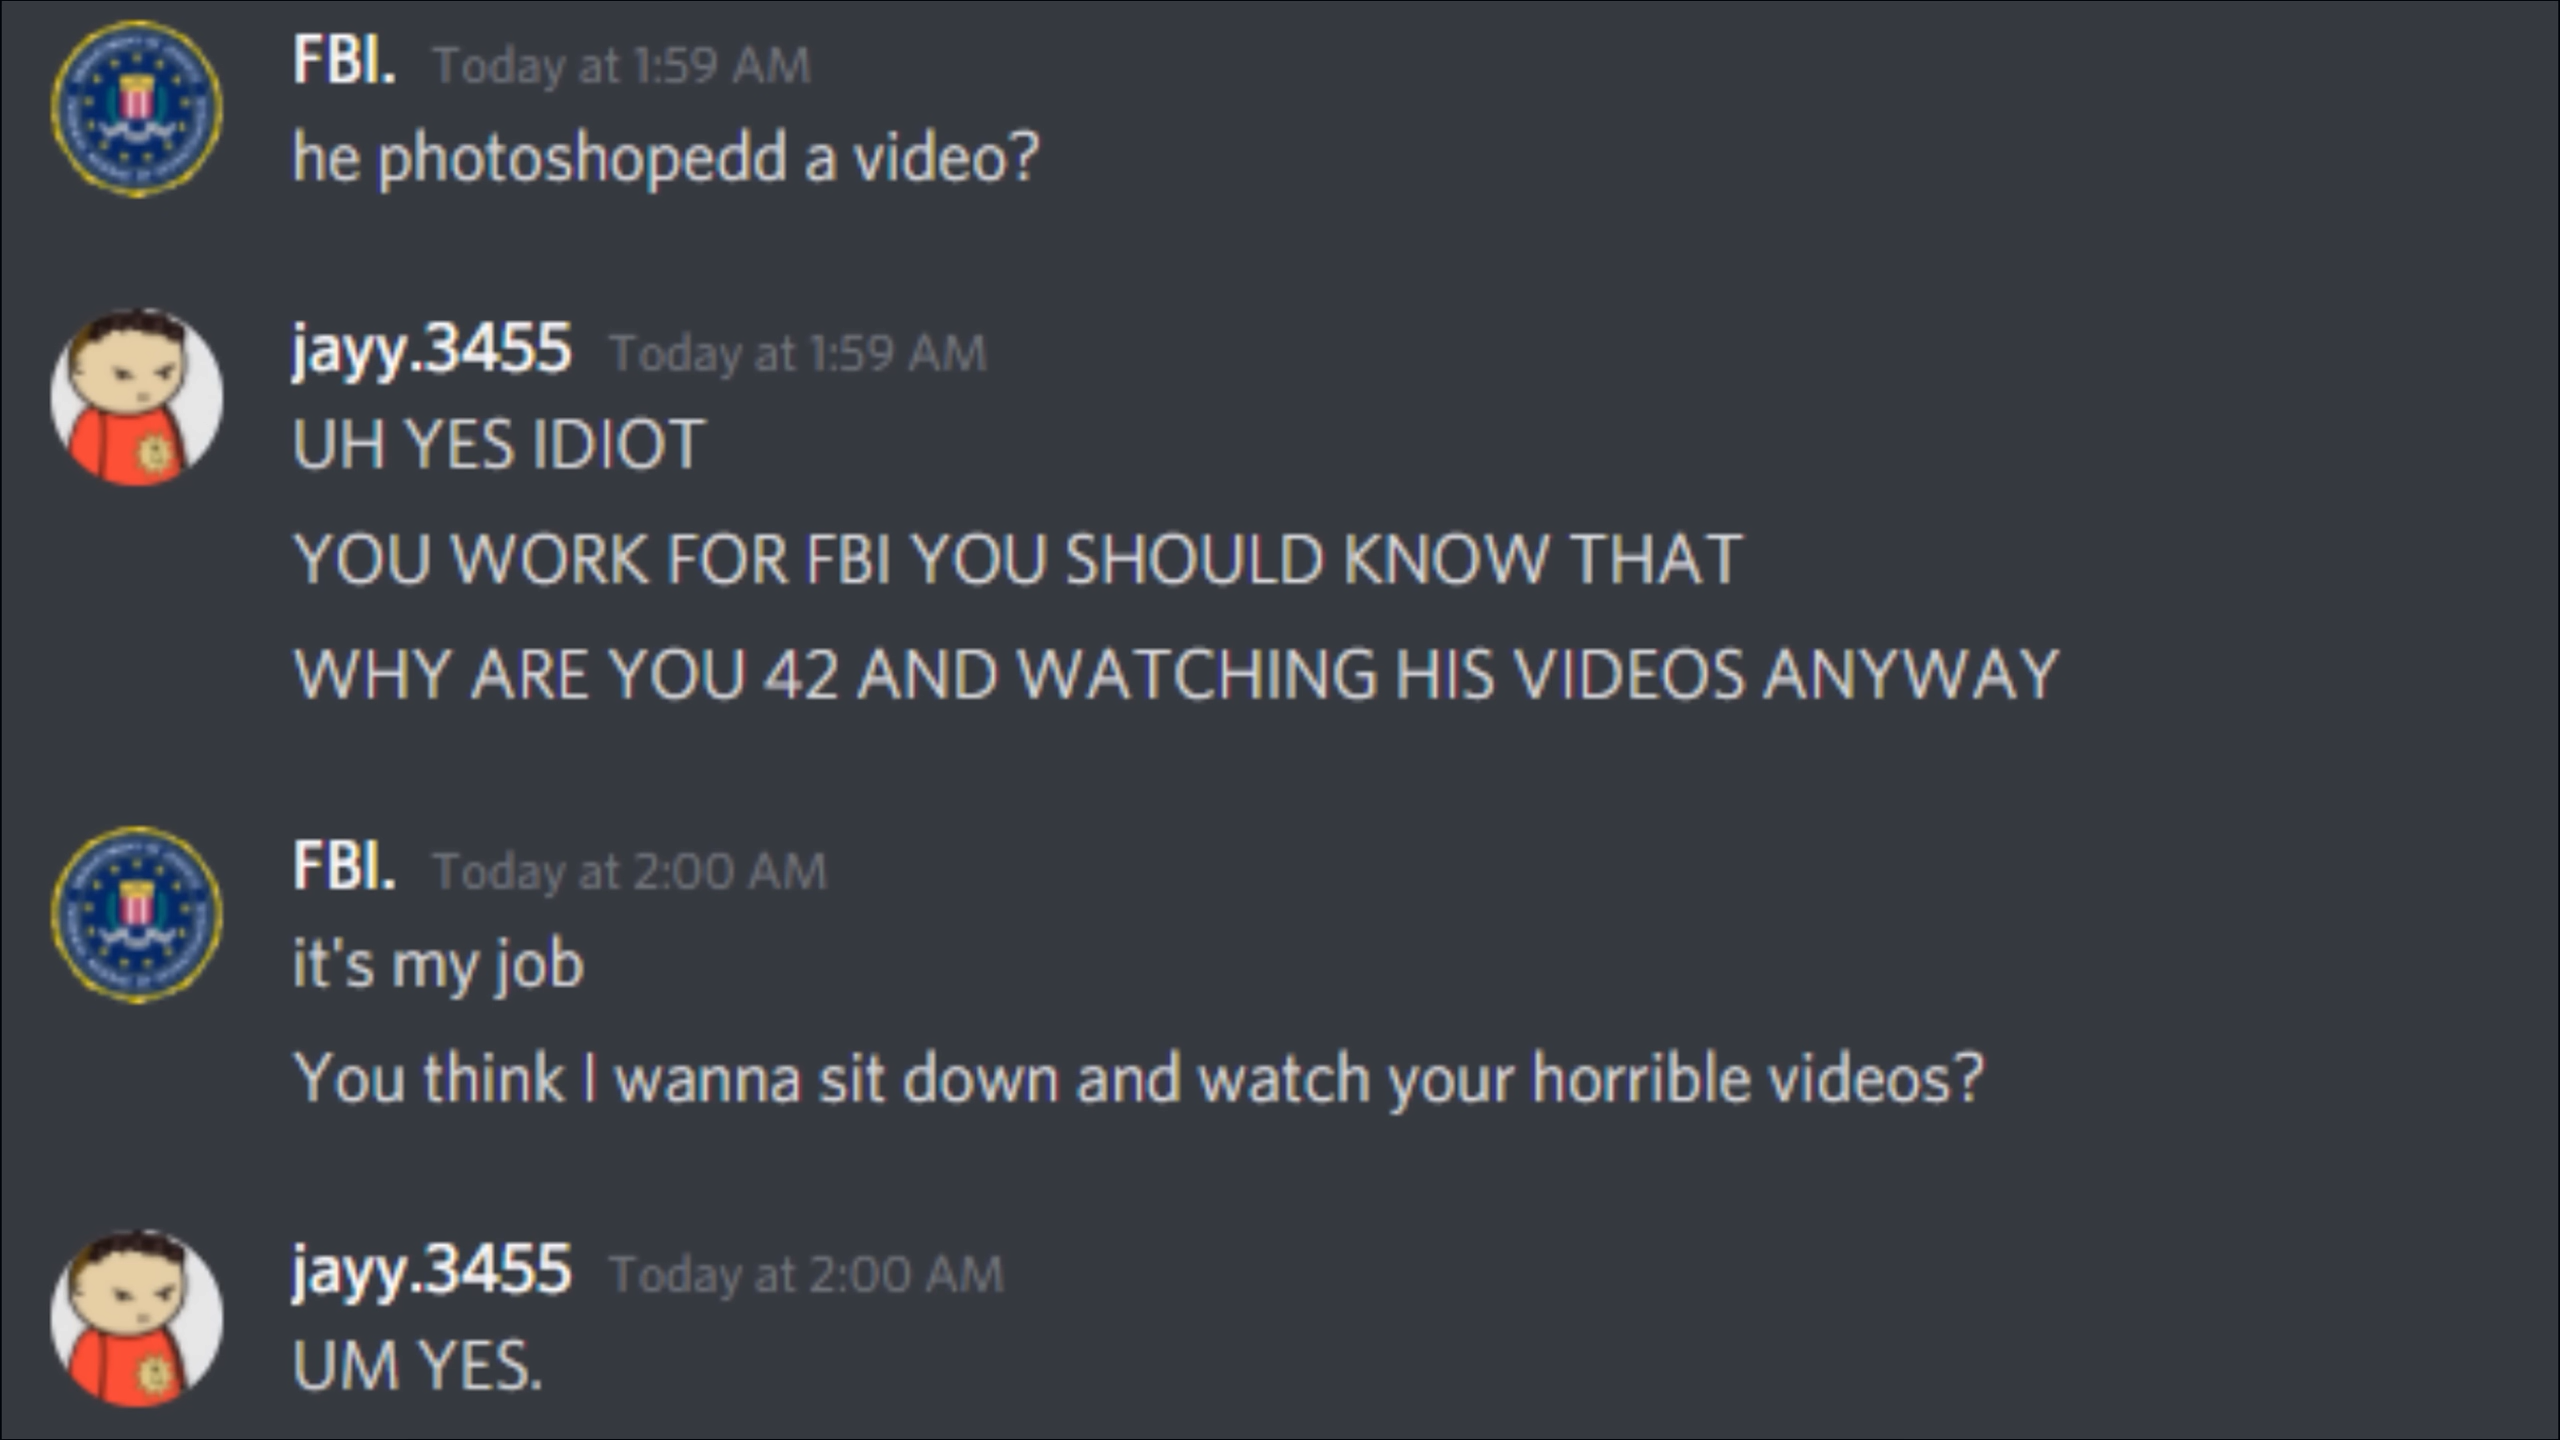 FBI. Today at 1:59 AM
he photoshopedd a video?
jayy.3455 Today at 1:59 AM
UH YES IDIOT
YOU WORK FOR FBI YOU SHOULD KNOW THAT
WHY ARE YOU 42 AND WATCHING HIS VIDEOS ANYWAY
FBI. Today at 2:00 AM
it's my job
You think I wanna sit down and watch your horrible videos?
jayy.3455 Today at 2:00 AM
UM YES.